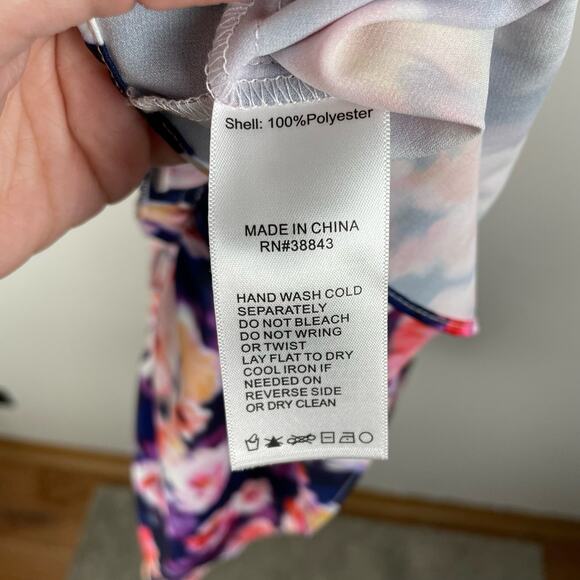 Shell: 100%Polyester
MADE IN CHINA
RN#38843
HAND WASH COLD
SEPARATELY
DO NOT BLEACH
DO NOT WRING
OR TWIST
LAY FLAT TO DRY
COOL IRON IF
NEEDED ON
REVERSE SIDE
OR DRY CLEAN